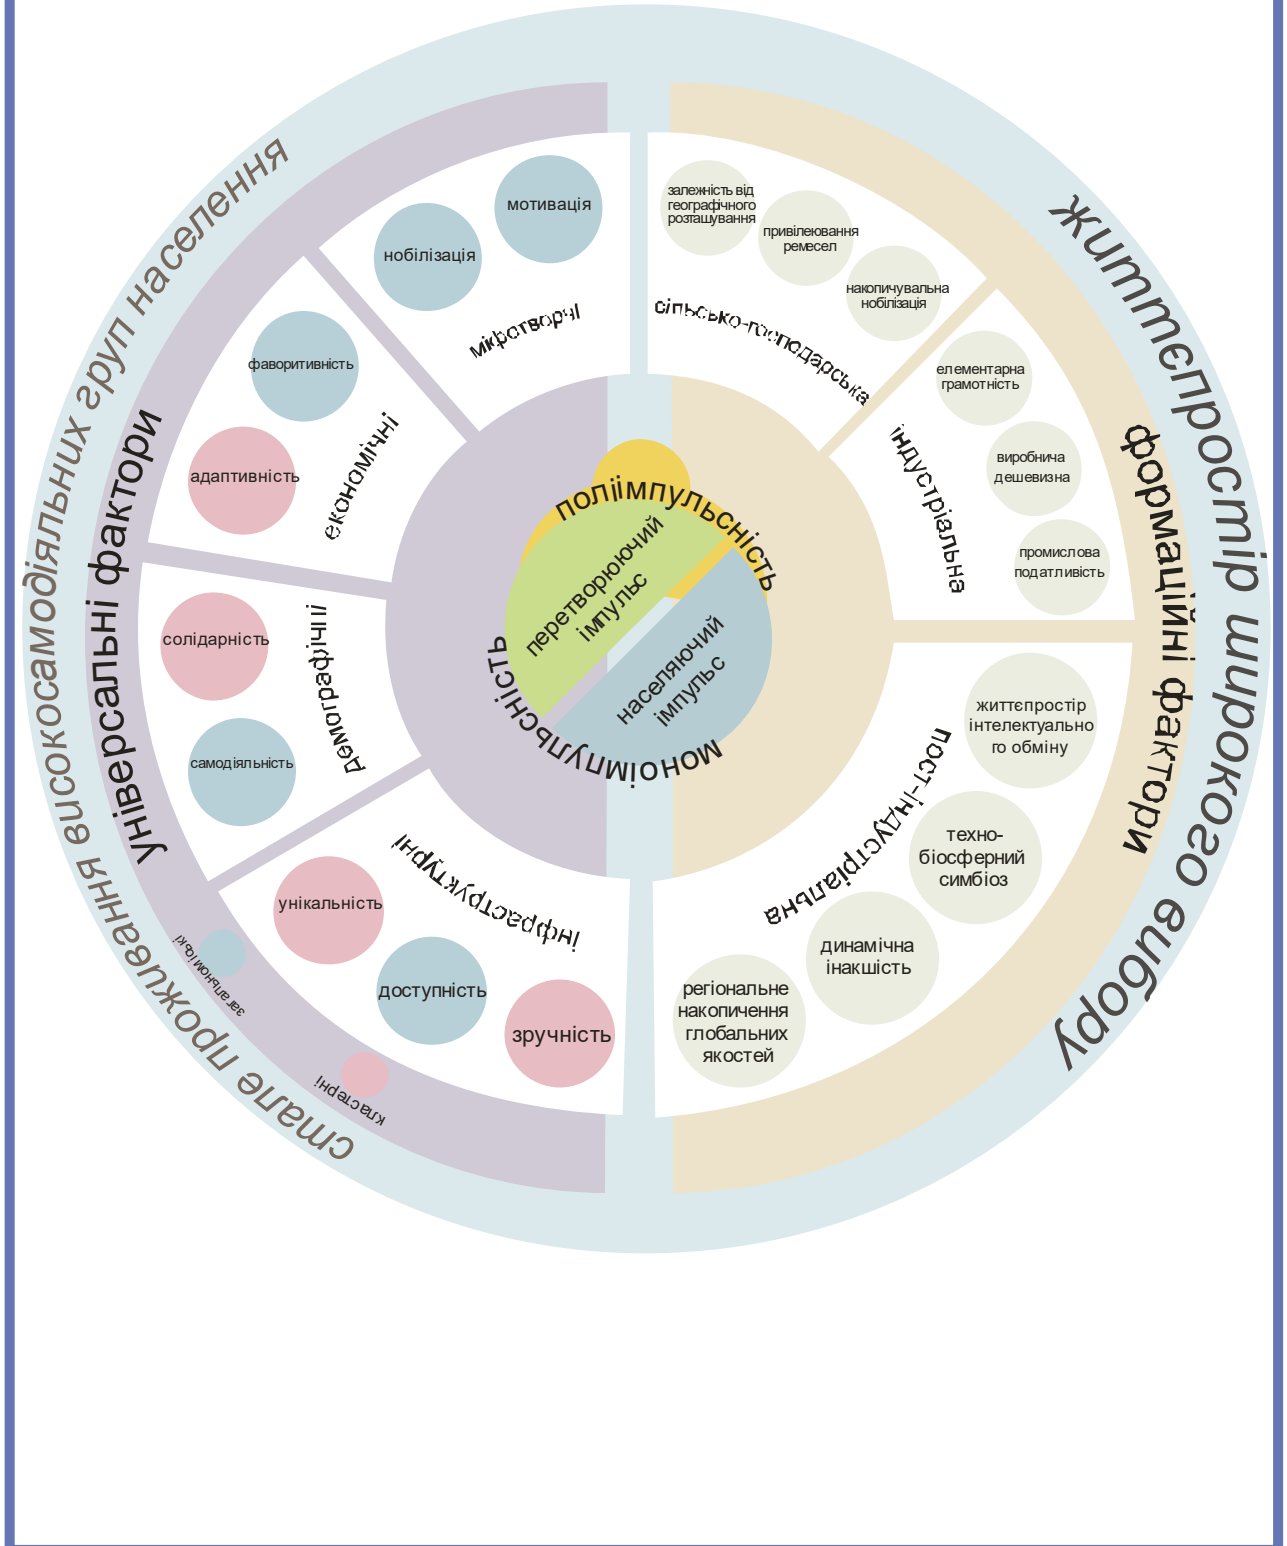 стале проживання високосамодіяльних груп населення
життєпростір широкого вибору
Універсальні фактори
формаційні фактори
мотивація
нобілізація
міфотворчі
фаворитивність
адаптивність
економічні
солідарність
самодіяльність
демографічні
унікальність
доступність
зручність
інфраструктурні
загальноміські
кластерні
залежність від
географічного
розташування
привілеювання
ремесел
накопичувальна
нобілізація
сільсько-господарська
елементарна
грамотність
виробнича
дешевизна
промислова
податливість
індустріальна
життєпростір
інтелектуально
го обміну
техно-
біосферний
симбіоз
динамічна
інакшість
регіональне
накопичення
глобальних
якостей
пост-індустріальна
поліімпульсність
перетворюючий
імпульс
населяючий
імпульс
моноімпульсність